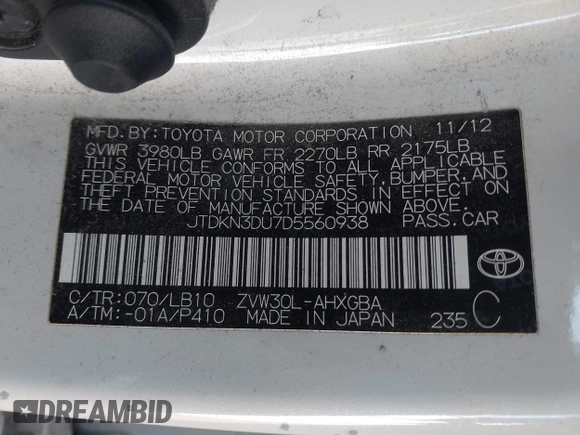 MFD. BY: TOYOTA MOTOR CORPORATION 11/12
GVWR 3980LB GAWR FR 2270LB RR 2175LB
THIS VEHICLE CONFORMS TO ALL APPLICABLE
FEDERAL MOTOR VEHICLE SAFETY, BUMPER, AND
THEFT PREVENTION STANDARDS IN EFFECT ON
THE DATE OF MANUFACTURE SHOWN ABOVE.
JTDKN3DU7D5560938 PASS. CAR
C/TR: 070/LB10 ZVW30L-AHXGBA
A/TM: -01A/P410 MADE IN JAPAN 235 C
DREAMBID